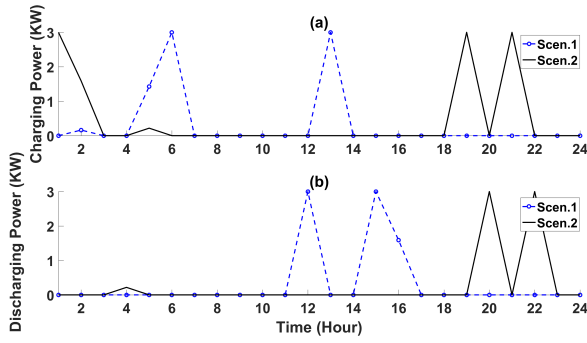 (a)
Charging Power (KW)
3
2
1
0
Scen.1
Scen.2
2 4 6 8 10 12 14 16 18 20 22 24
(b)
Discharging Power (KW)
3
2
1
0
Scen.1
Scen.2
2 4 6 8 10 12 14 16 18 20 22 24
Time (Hour)